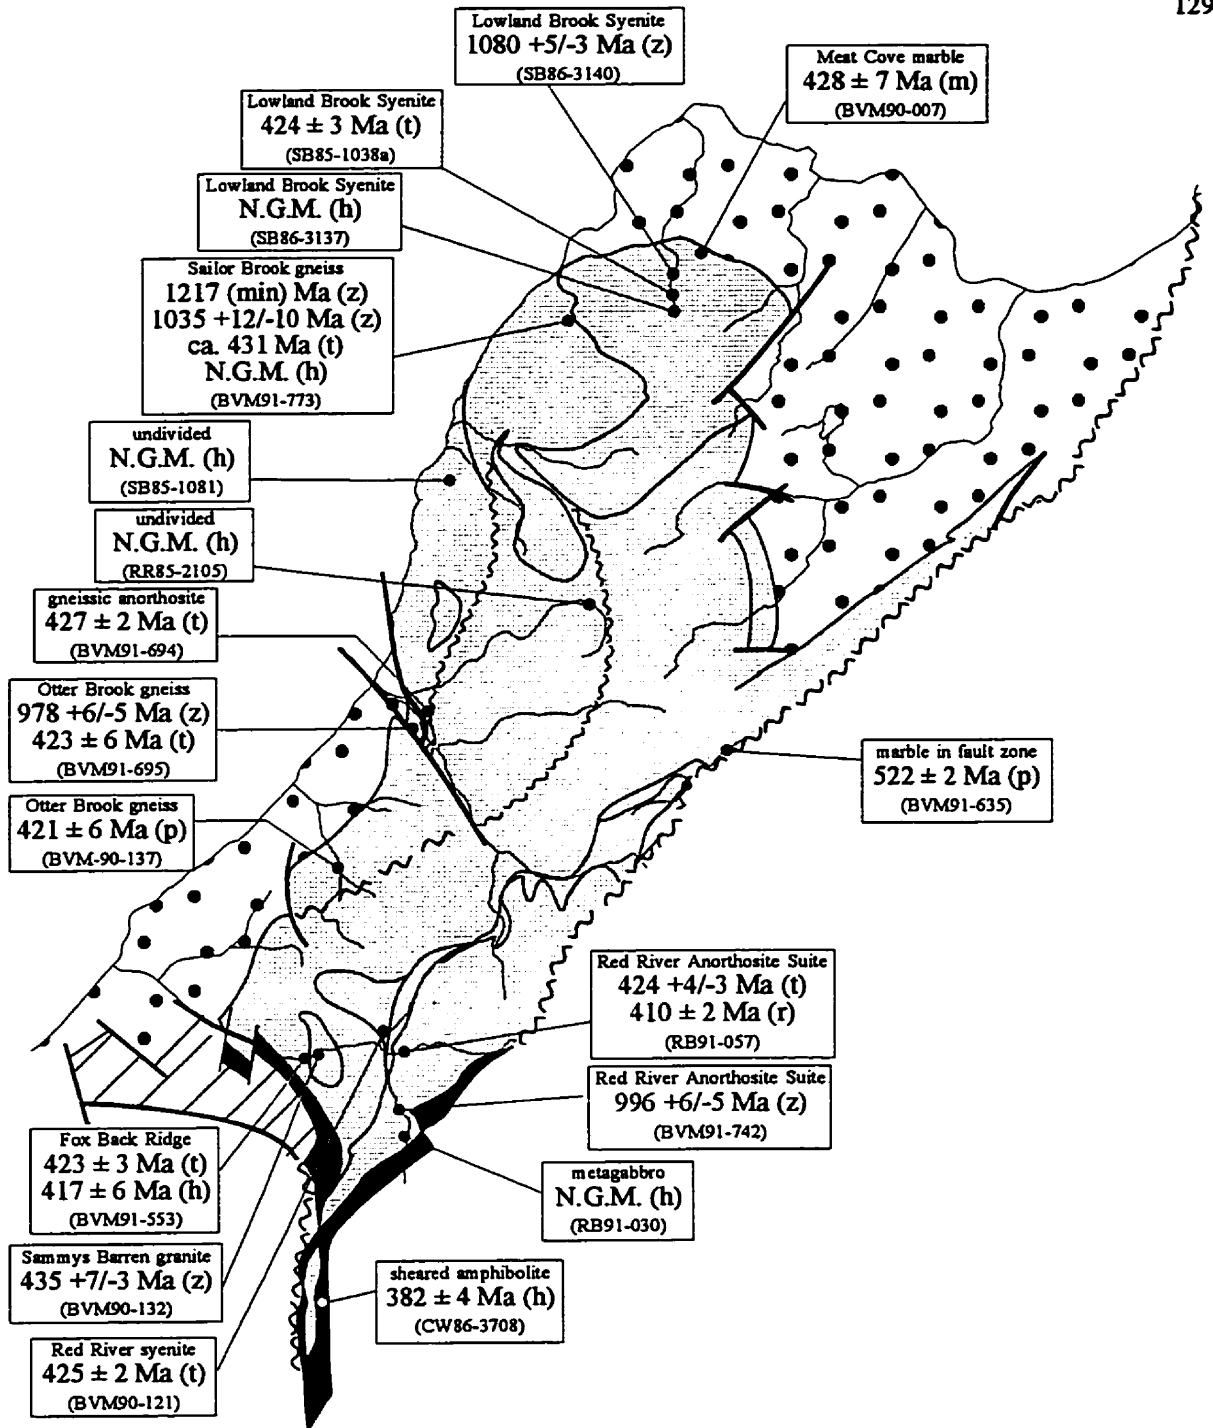 129
Lowland Brook Syenite
1080 +5/-3 Ma (z)
(SB86-3140)
Meat Cove marble
428 ± 7 Ma (m)
(BVM90-007)
Lowland Brook Syenite
424 ± 3 Ma (t)
(SB85-1038a)
Lowland Brook Syenite
N.G.M. (h)
(SB86-3137)
Sailor Brook gneiss
1217 (min) Ma (z)
1035 +12/-10 Ma (z)
ca. 431 Ma (t)
N.G.M. (h)
(BVM91-773)
undivided
N.G.M. (h)
(SB85-1081)
undivided
N.G.M. (h)
(RR85-2105)
gneissic anorthosite
427 ± 2 Ma (t)
(BVM91-694)
Otter Brook gneiss
978 +6/-5 Ma (z)
423 ± 6 Ma (t)
(BVM91-695)
marble in fault zone
522 ± 2 Ma (p)
(BVM91-635)
Otter Brook gneiss
421 ± 6 Ma (p)
(BVM-90-137)
Red River Anorthosite Suite
424 +4/-3 Ma (t)
410 ± 2 Ma (r)
(RB91-057)
Red River Anorthosite Suite
996 +6/-5 Ma (z)
(BVM91-742)
Fox Back Ridge
423 ± 3 Ma (t)
417 ± 6 Ma (h)
(BVM91-553)
metagabbro
N.G.M. (h)
(RB91-030)
Sammys Barren granite
435 +7/-3 Ma (z)
(BVM90-132)
sheared amphibolite
382 ± 4 Ma (h)
(CW86-3708)
Red River syenite
425 ± 2 Ma (t)
(BVM90-121)